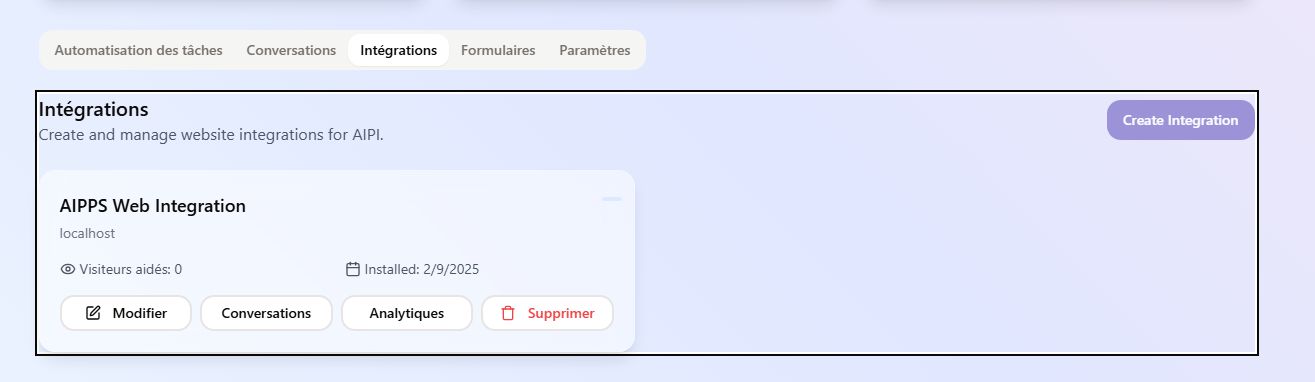 Automatisation des tâches Conversations Intégrations Formulaires Paramètres
Intégrations
Create and manage website integrations for AIPI.
Create Integration
AIPPS Web Integration
localhost
Visiteurs aidés: 0 Installed: 2/9/2025
Modifier Conversations Analytiques Supprimer